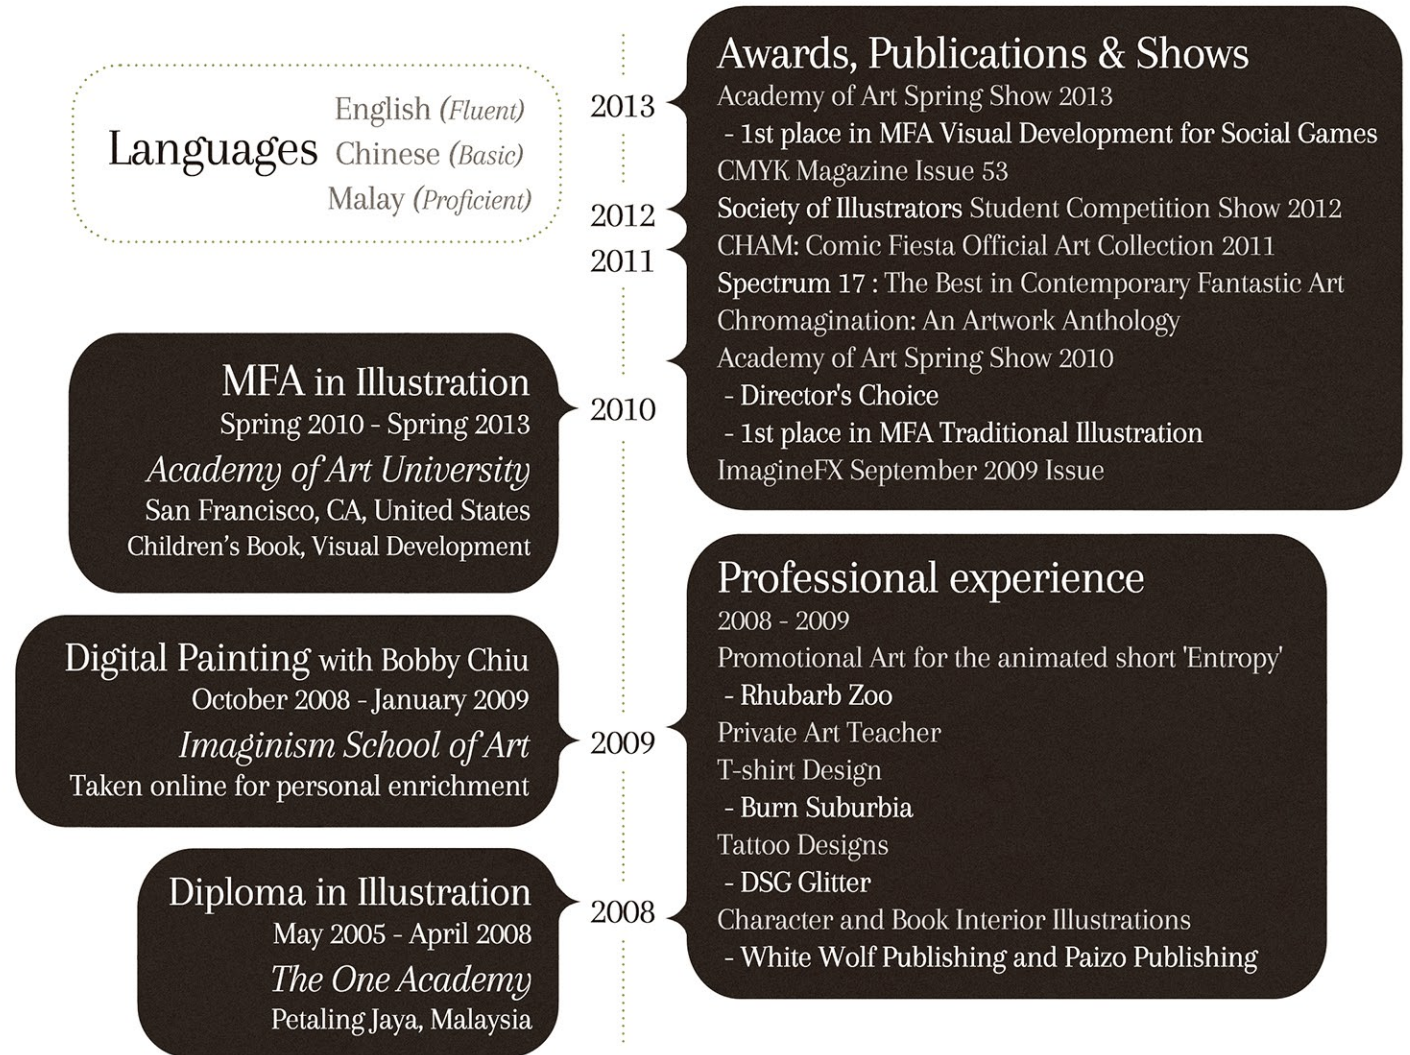 Languages
English (Fluent)
Chinese (Basic)
Malay (Proficient)
2013
2012
2011
2010
2009
2008
Awards, Publications & Shows
Academy of Art Spring Show 2013
- 1st place in MFA Visual Development for Social Games
CMYK Magazine Issue 53
Society of Illustrators Student Competition Show 2012
CHAM: Comic Fiesta Official Art Collection 2011
Spectrum 17 : The Best in Contemporary Fantastic Art
Chromagination: An Artwork Anthology
Academy of Art Spring Show 2010
- Director's Choice
- 1st place in MFA Traditional Illustration
ImagineFX September 2009 Issue
MFA in Illustration
Spring 2010 - Spring 2013
Academy of Art University
San Francisco, CA, United States
Children’s Book, Visual Development
Digital Painting with Bobby Chiu
October 2008 - January 2009
Imaginism School of Art
Taken online for personal enrichment
Diploma in Illustration
May 2005 - April 2008
The One Academy
Petaling Jaya, Malaysia
Professional experience
2008 - 2009
Promotional Art for the animated short 'Entropy'
- Rhubarb Zoo
Private Art Teacher
T-shirt Design
- Burn Suburbia
Tattoo Designs
- DSG Glitter
Character and Book Interior Illustrations
- White Wolf Publishing and Paizo Publishing